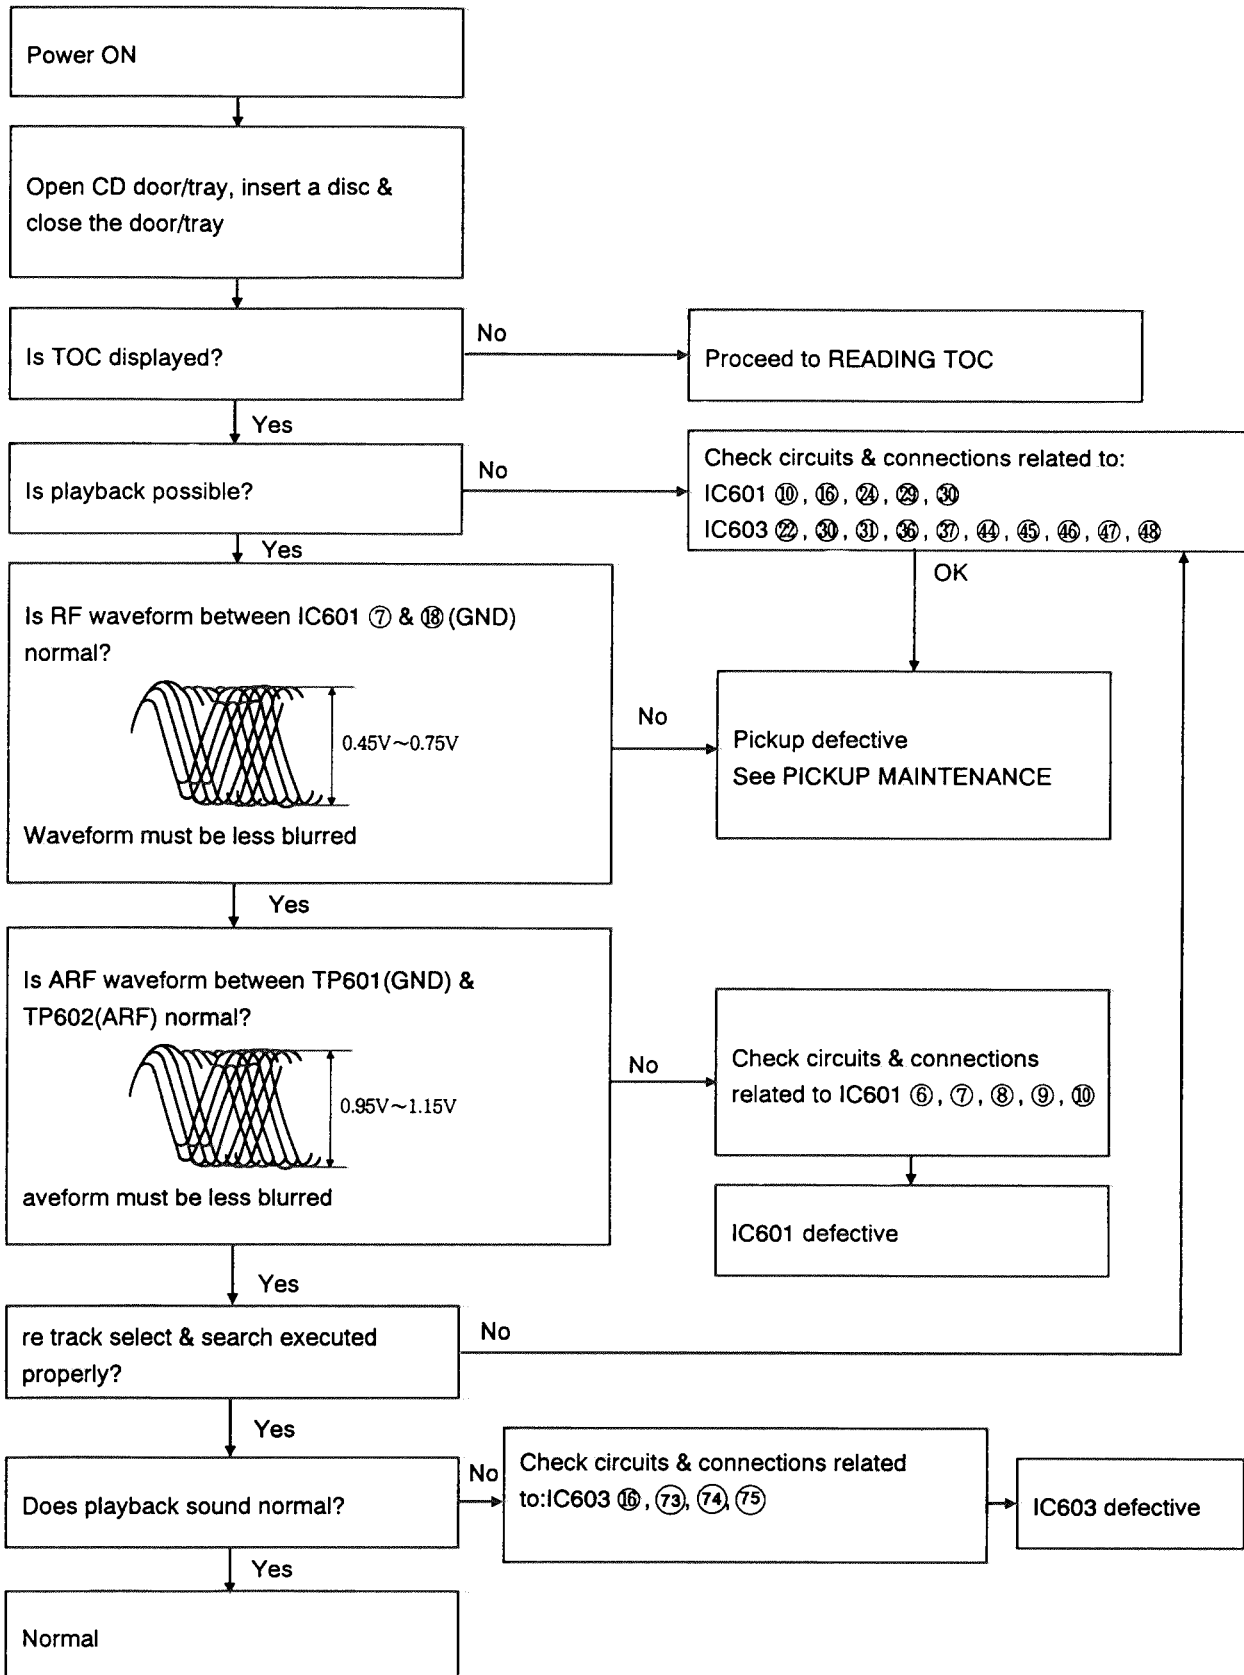 Power ON
Open CD door/tray, insert a disc &
close the door/tray
Is TOC displayed?
No
Proceed to READING TOC
Yes
Is playback possible?
No
Check circuits & connections related to:
IC601 ⑩, ⑯, ㉔, ㉙, ㉚
IC603 ㉒, ㉚, ㉛, ㊱, ㊲, ㊹, ㊺, ㊻, ㊼, ㊽
Yes
OK
Is RF waveform between IC601 ⑦ & ⑱ (GND)
normal?
0.45V~0.75V
Waveform must be less blurred
No
Pickup defective
See PICKUP MAINTENANCE
Yes
Is ARF waveform between TP601(GND) &
TP602(ARF) normal?
0.95V~1.15V
aveform must be less blurred
No
Check circuits & connections
related to IC601 ⑥, ⑦, ⑧, ⑨, ⑩
IC601 defective
Yes
re track select & search executed
properly?
No
Yes
Does playback sound normal?
No
Check circuits & connections related
to:IC603 ⑯, (73), (74), (75)
IC603 defective
Yes
Normal